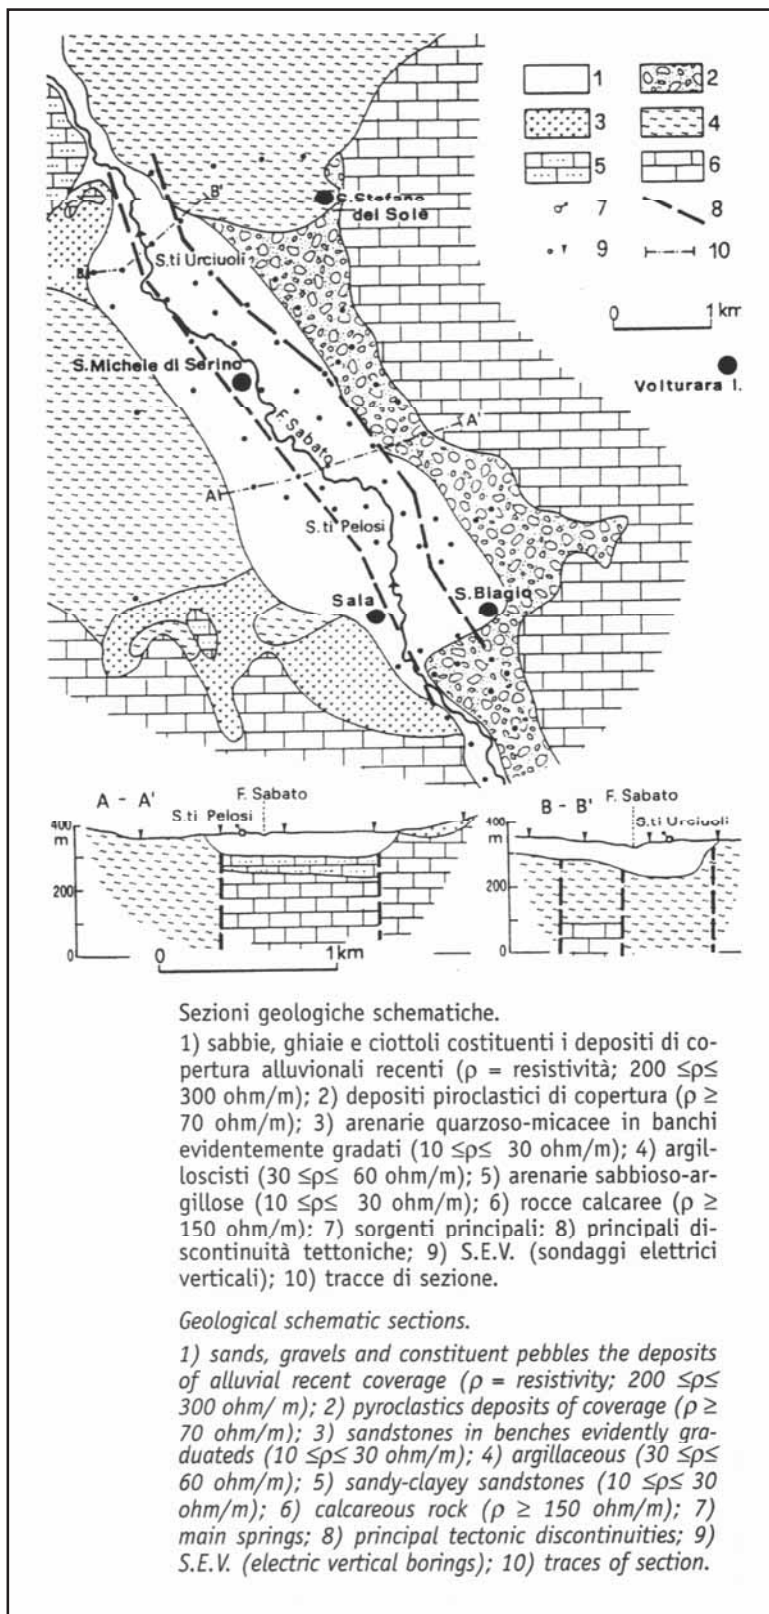 1
2
3
4
5
6
7
8
9
10
0 1 km
B'
S. Stefano
del Sole
S.ti Urciuoli
B
S.Michele di Serino
F. Sabato
Volturara I.
A'
A
S.ti Pelosi
S. Biagio
Sala
A - A'
F. Sabato
S.ti Pelosi
400
m
200
0
0 1km
B - B'
F. Sabato
S.ti Urciuoli
400
m
200
0
Sezioni geologiche schematiche.
1) sabbie, ghiaie e ciottoli costituenti i depositi di co-
pertura alluvionali recenti (ρ = resistività; 200 ≤ρ≤
300 ohm/m); 2) depositi piroclastici di copertura (ρ ≥
70 ohm/m); 3) arenarie quarzoso-micacee in banchi
evidentemente gradati (10 ≤ρ≤ 30 ohm/m); 4) argil-
loscisti (30 ≤ρ≤ 60 ohm/m); 5) arenarie sabbioso-ar-
gillose (10 ≤ρ≤ 30 ohm/m); 6) rocce calcaree (ρ ≥
150 ohm/m); 7) sorgenti principali; 8) principali di-
scontinuità tettoniche; 9) S.E.V. (sondaggi elettrici
verticali); 10) tracce di sezione.
Geological schematic sections.
1) sands, gravels and constituent pebbles the deposits
of alluvial recent coverage (ρ = resistivity; 200 ≤ρ≤
300 ohm/ m); 2) pyroclastics deposits of coverage (ρ ≥
70 ohm/m); 3) sandstones in benches evidently gra-
duateds (10 ≤ρ≤ 30 ohm/m); 4) argillaceous (30 ≤ρ≤
60 ohm/m); 5) sandy-clayey sandstones (10 ≤ρ≤ 30
ohm/m); 6) calcareous rock (ρ ≥ 150 ohm/m); 7)
main springs; 8) principal tectonic discontinuities; 9)
S.E.V. (electric vertical borings); 10) traces of section.